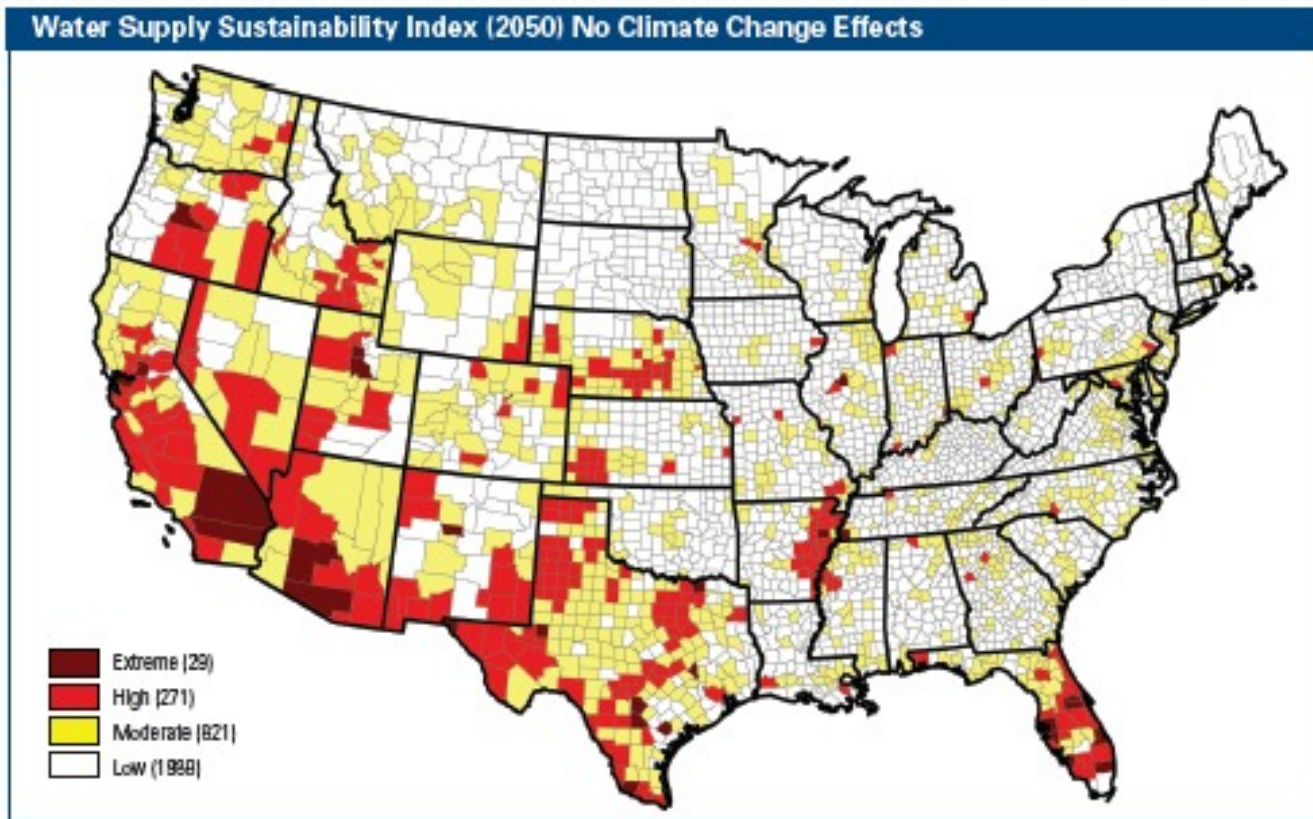 Water Supply Sustainability Index (2050) No Climate Change Effects
Extreme (29)
High (271)
Moderate (821)
Low (1988)